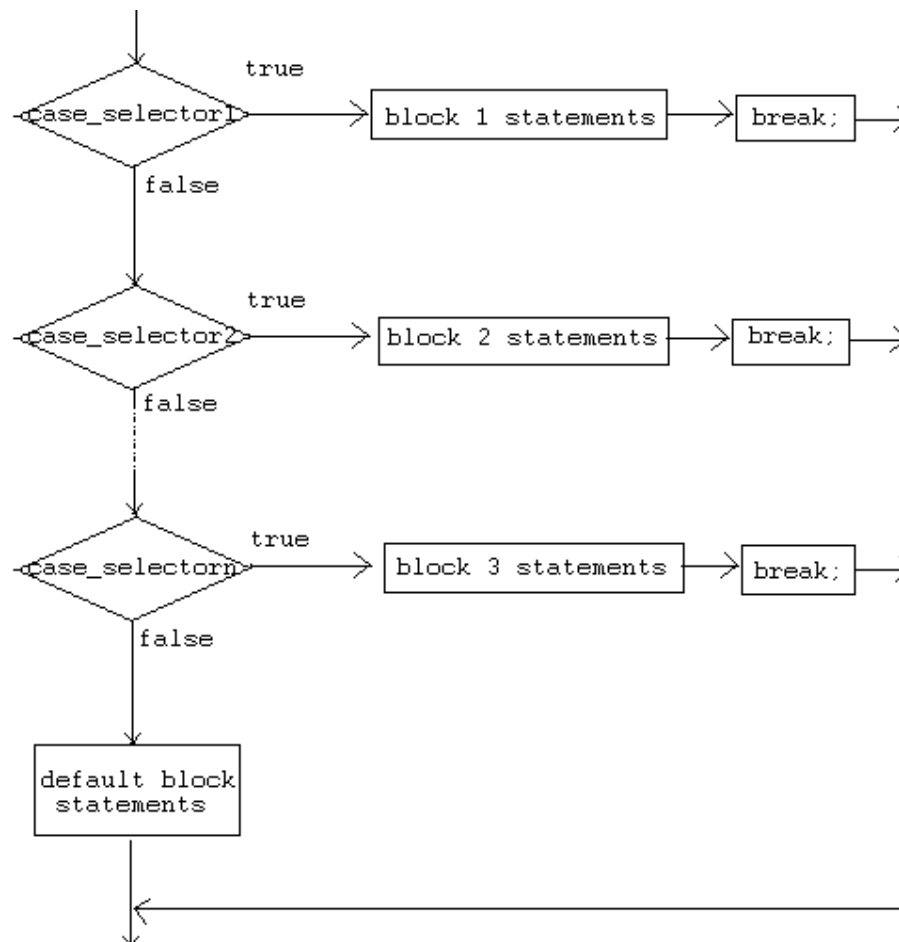 true
case_selector1
block 1 statements
break;
false
true
case_selector2
block 2 statements
break;
false
true
case_selectorn
block 3 statements
break;
false
default block
statements